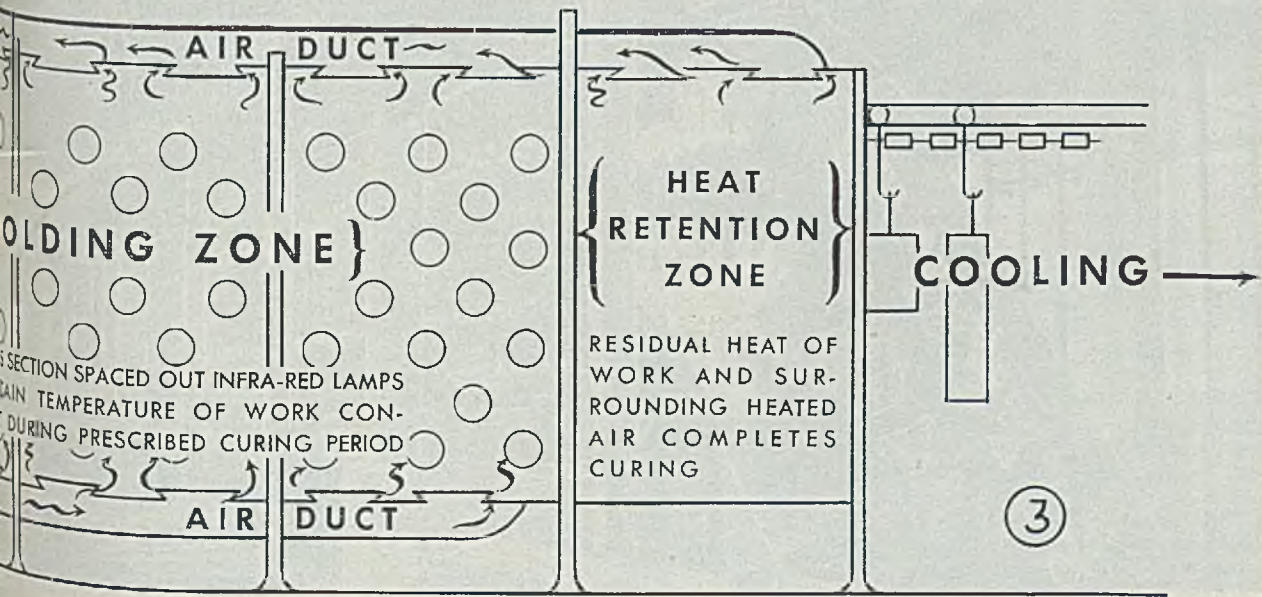 AIR DUCT
OLDING ZONE }
SECTION SPACED OUT INFRA-RED LAMPS
TEMPERATURE OF WORK CON-
DURING PRESCRIBED CURING PERIOD
AIR DUCT
{ HEAT }
RETENTION
ZONE
RESIDUAL HEAT OF
WORK AND SUR-
ROUNDING HEATED
AIR COMPLETES
CURING
COOLING
3